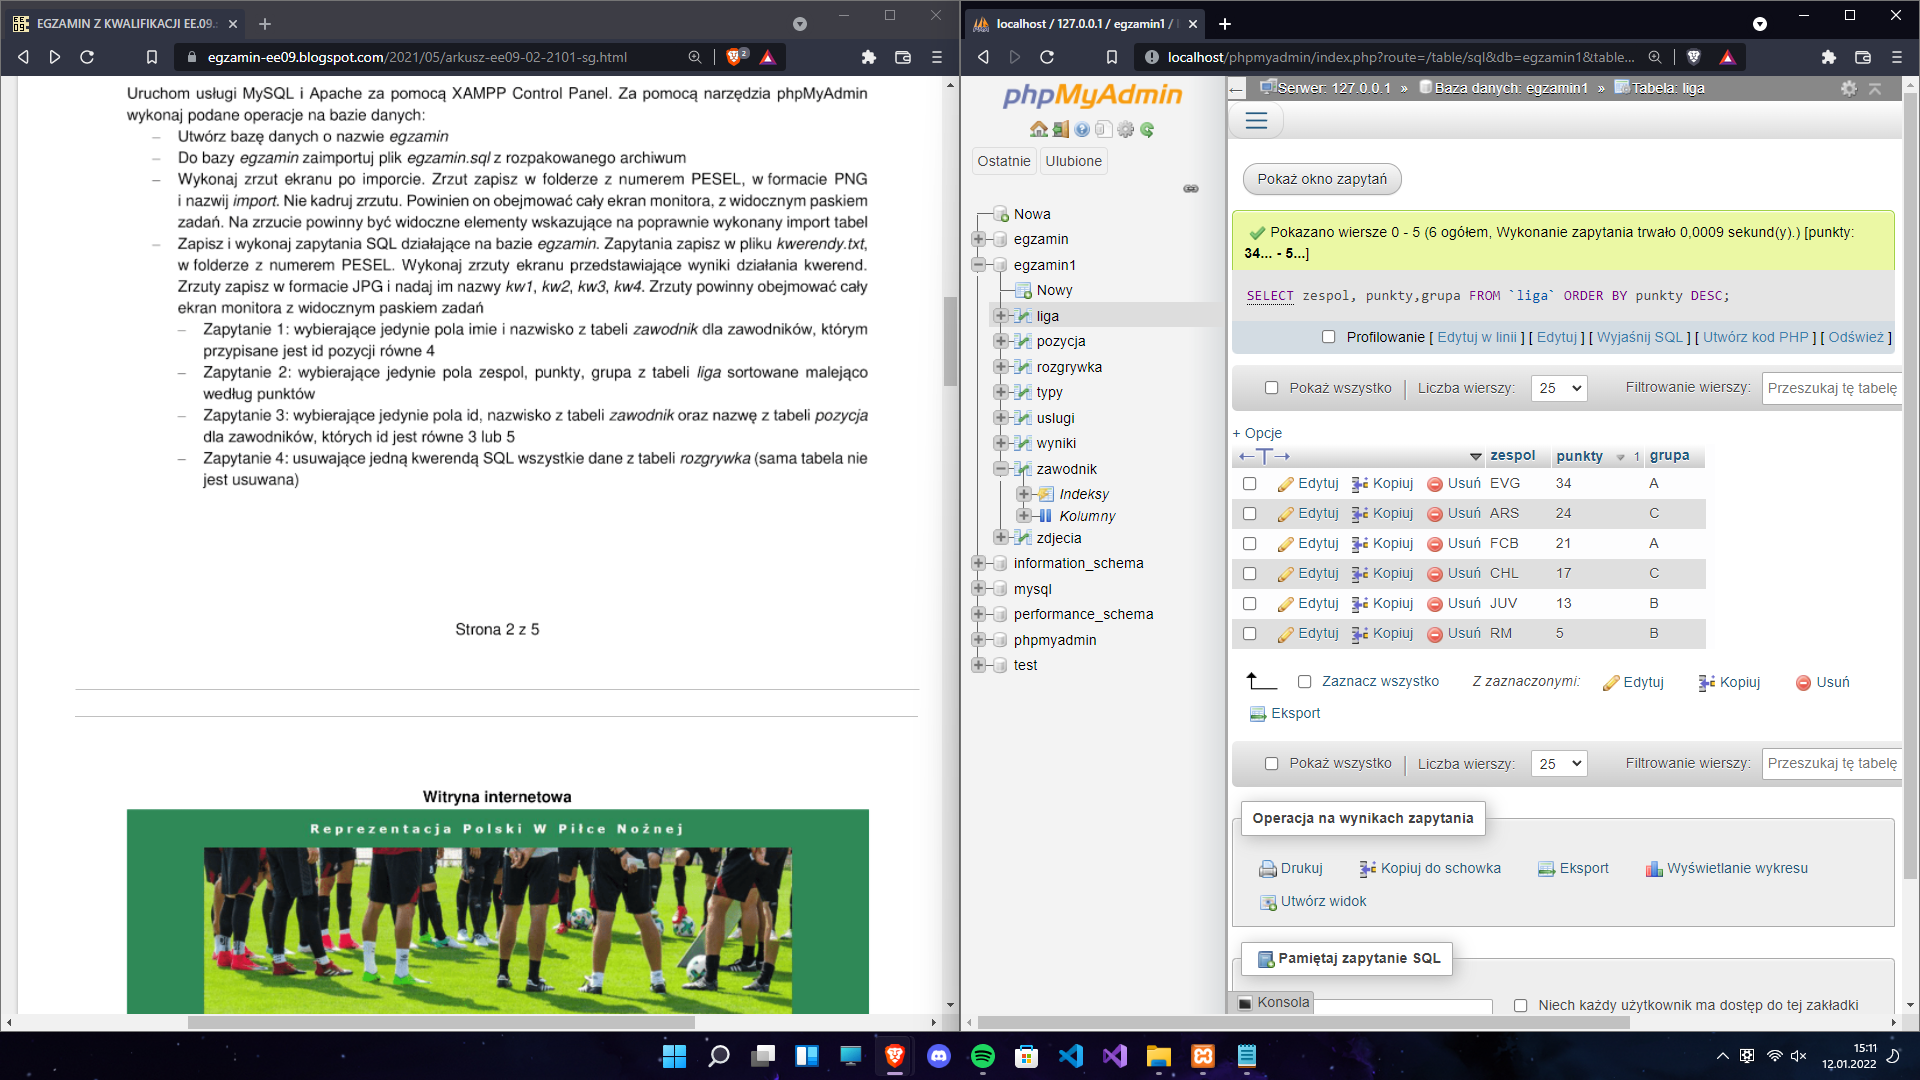 EGZAMIN Z KWALIFIKACJI EE.09.
egzamin-ee09.blogspot.com/2021/05/arkusz-ee09-02-2101-sg.html
Uruchom usługi MySQL i Apache za pomocą XAMPP Control Panel. Za pomocą narzędzia phpMyAdmin
wykonaj podane operacje na bazie danych:
– Utwórz bazę danych o nazwie egzamin
– Do bazy egzamin zaimportuj plik egzamin.sql z rozpakowanego archiwum
– Wykonaj zrzut ekranu po imporcie. Zrzut zapisz w folderze z numerem PESEL, w formacie PNG
i nazwij import. Nie kadruj zrzutu. Powinien on obejmować cały ekran monitora, z widocznym paskiem
zadań. Na zrzucie powinny być widoczne elementy wskazujące na poprawnie wykonany import tabel
– Zapisz i wykonaj zapytania SQL działające na bazie egzamin. Zapytania zapisz w pliku kwerendy.txt,
w folderze z numerem PESEL. Wykonaj zrzuty ekranu przedstawiające wyniki działania kwerend.
Zrzuty zapisz w formacie JPG i nadaj im nazwy kw1, kw2, kw3, kw4. Zrzuty powinny obejmować cały
ekran monitora z widocznym paskiem zadań
– Zapytanie 1: wybierające jedynie pola imie i nazwisko z tabeli zawodnik dla zawodników, którym
przypisane jest id pozycji równe 4
– Zapytanie 2: wybierające jedynie pola zespol, punkty, grupa z tabeli liga sortowane malejąco
według punktów
– Zapytanie 3: wybierające jedynie pola id, nazwisko z tabeli zawodnik oraz nazwę z tabeli pozycja
dla zawodników, których id jest równe 3 lub 5
– Zapytanie 4: usuwające jedną kwerendą SQL wszystkie dane z tabeli rozgrywka (sama tabela nie
jest usuwana)
Strona 2 z 5
Witryna internetowa
Reprezentacja Polski W Piłce Nożnej
localhost / 127.0.0.1 / egzamin1 /
localhost/phpmyadmin/index.php?route=/table/sql&db=egzamin1&table...
phpMyAdmin
Ostatnie Ulubione
Nowa
egzamin
egzamin1
Nowy
liga
pozycja
rozgrywka
typy
uslugi
wyniki
zawodnik
Indeksy
Kolumny
zdjecia
information_schema
mysql
performance_schema
phpmyadmin
test
Serwer: 127.0.0.1 » Baza danych: egzamin1 » Tabela: liga
Pokaż okno zapytań
Pokazano wiersze 0 - 5 (6 ogółem, Wykonanie zapytania trwało 0,0009 sekund(y).) [punkty:
34... - 5...]
SELECT zespol, punkty,grupa FROM `liga` ORDER BY punkty DESC;
Profilowanie [ Edytuj w linii ] [ Edytuj ] [ Wyjaśnij SQL ] [ Utwórz kod PHP ] [ Odśwież ]
Pokaż wszystko | Liczba wierszy: 25 Filtrowanie wierszy: Przeszukaj tę tabelę
+ Opcje
←T→ zespol punkty 1 grupa
Edytuj Kopiuj Usuń EVG 34 A
Edytuj Kopiuj Usuń ARS 24 C
Edytuj Kopiuj Usuń FCB 21 A
Edytuj Kopiuj Usuń CHL 17 C
Edytuj Kopiuj Usuń JUV 13 B
Edytuj Kopiuj Usuń RM 5 B
Zaznacz wszystko Z zaznaczonymi: Edytuj Kopiuj Usuń
Eksport
Pokaż wszystko | Liczba wierszy: 25 Filtrowanie wierszy: Przeszukaj tę tabelę
Operacja na wynikach zapytania
Drukuj Kopiuj do schowka Eksport Wyświetlanie wykresu
Utwórz widok
Pamiętaj zapytanie SQL
Konsola Niech każdy użytkownik ma dostęp do tej zakładki
15:11
12.01.2022